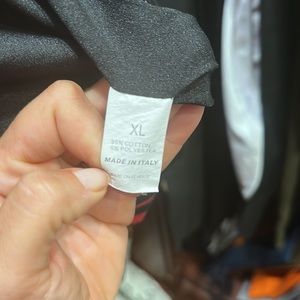 XL
95% COTTON
5% POLYESTER
MADE IN ITALY